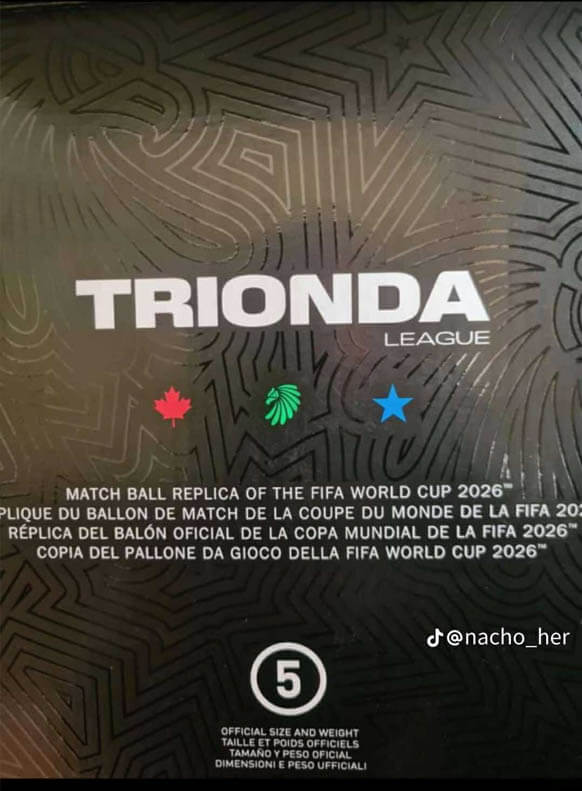 TRIONDA
LEAGUE
MATCH BALL REPLICA OF THE FIFA WORLD CUP 2026™
PLIQUE DU BALLON DE MATCH DE LA COUPE DU MONDE DE LA FIFA 202
RÉPLICA DEL BALÓN OFICIAL DE LA COPA MUNDIAL DE LA FIFA 2026™
COPIA DEL PALLONE DA GIOCO DELLA FIFA WORLD CUP 2026™
@nacho_her
5
OFFICIAL SIZE AND WEIGHT
TAILLE ET POIDS OFFICIELS
TAMAÑO Y PESO OFICIAL
DIMENSIONI E PESO UFFICIALI